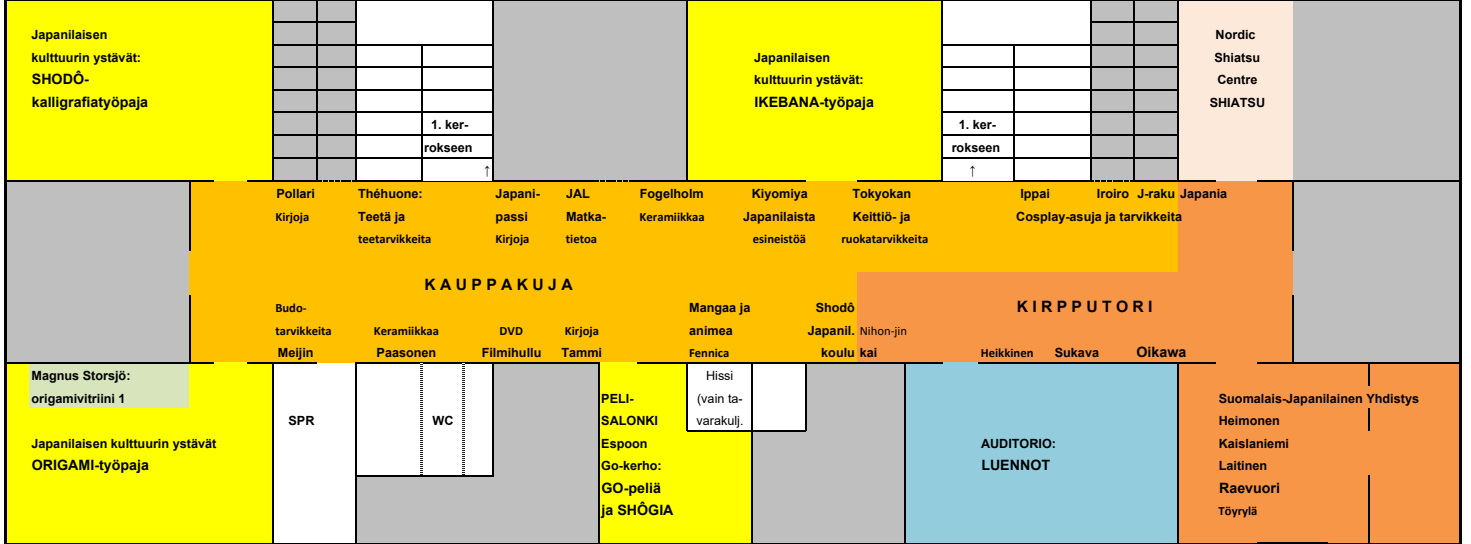 Japanilaisen
kulttuurin ystävät:
SHODÔ-
kalligrafiatyöpaja
1. ker-
rokseen
↑
Japanilaisen
kulttuurin ystävät:
IKEBANA-työpaja
1. ker-
rokseen
↑
Nordic
Shiatsu
Centre
SHIATSU
Pollari
Kirjoja
Théhuone:
Teetä ja
teetarvikkeita
Japani-
passi
Kirjoja
JAL
Matka-
tietoa
Fogelholm
Keramiikkaa
Kiyomiya
Japanilaista
esineistöä
Tokyokan
Keittiö- ja
ruokatarvikkeita
Ippai Iroiro J-raku Japania
Cosplay-asuja ja tarvikkeita
KAUPPAKUJA
KIRPPUTORI
Budo-
tarvikkeita
Meijin
Keramiikkaa
Paasonen
DVD
Filmihullu
Kirjoja
Tammi
Mangaa ja
animea
Fennica
Shodô
Japanil.
koulu
Nihon-jin
kai
Heikkinen
Sukava
Oikawa
Magnus Storsjö:
origamivitriini 1
Japanilaisen kulttuurin ystävät
ORIGAMI-työpaja
SPR
WC
PELI-
SALONKI
Espoon
Go-kerho:
GO-peliä
ja SHÔGIA
Hissi
(vain ta-
varakulj.
AUDITORIO:
LUENNOT
Suomalais-Japanilainen Yhdistys
Heimonen
Kaislaniemi
Laitinen
Raevuori
Töyrylä